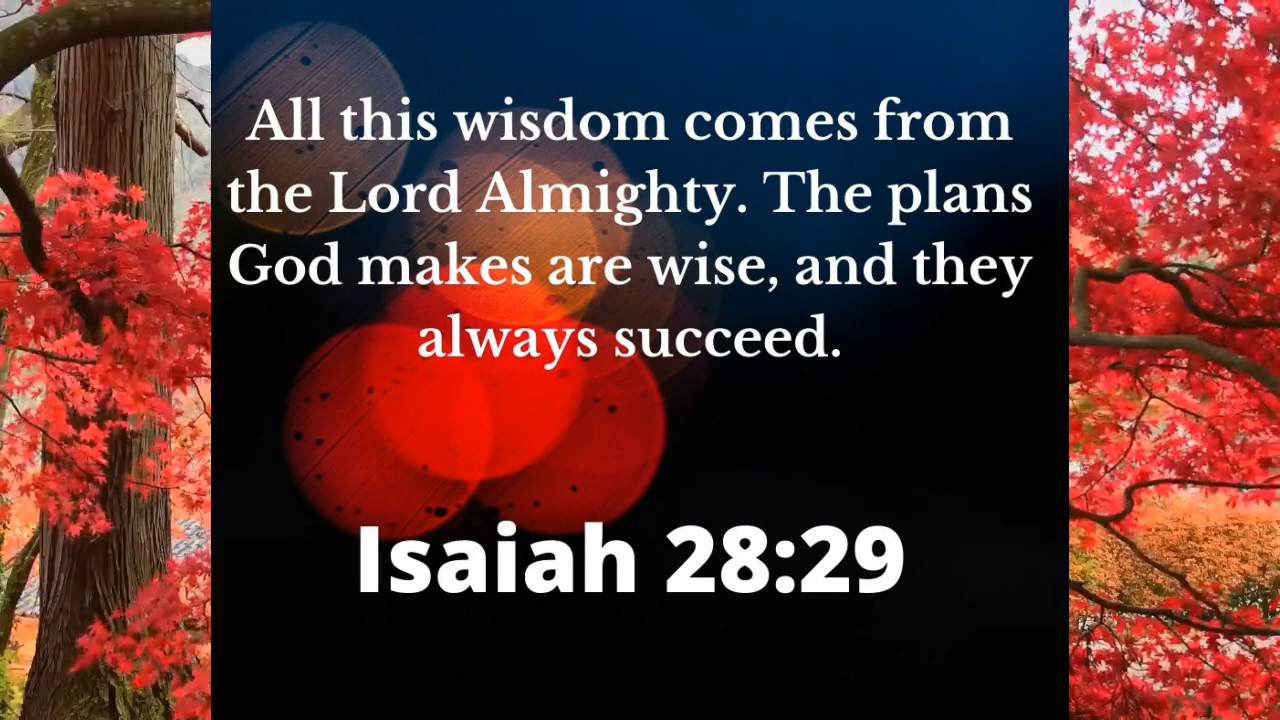 All this wisdom comes from
the Lord Almighty. The plans
God makes are wise, and they
always succeed.
Isaiah 28:29